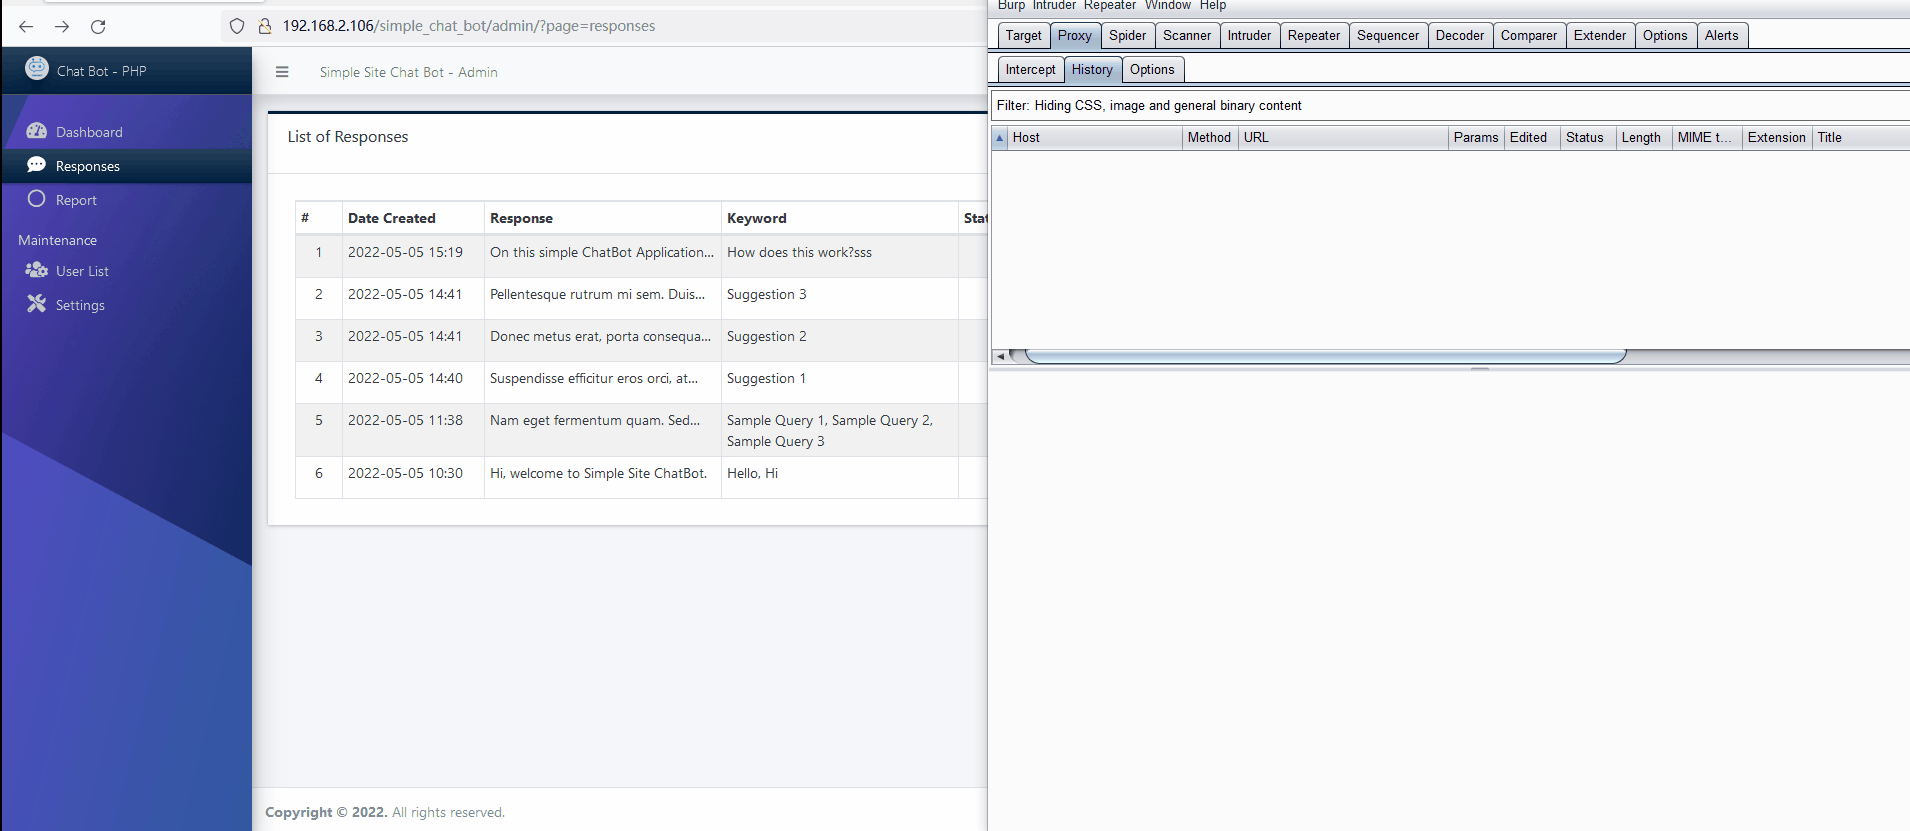 192.168.2.106/simple_chat_bot/admin/?page=responses
Chat Bot - PHP
Simple Site Chat Bot - Admin
Dashboard
Responses
Report
Maintenance
User List
Settings
List of Responses
# Date Created Response Keyword Stat
1 2022-05-05 15:19 On this simple ChatBot Application... How does this work?sss
2 2022-05-05 14:41 Pellentesque rutrum mi sem. Duis... Suggestion 3
3 2022-05-05 14:41 Donec metus erat, porta consequa... Suggestion 2
4 2022-05-05 14:40 Suspendisse efficitur eros orci, at... Suggestion 1
5 2022-05-05 11:38 Nam eget fermentum quam. Sed... Sample Query 1, Sample Query 2,
Sample Query 3
6 2022-05-05 10:30 Hi, welcome to Simple Site ChatBot. Hello, Hi
Copyright © 2022. All rights reserved.
Burp Intruder Repeater Window Help
Target Proxy Spider Scanner Intruder Repeater Sequencer Decoder Comparer Extender Options Alerts
Intercept History Options
Filter: Hiding CSS, image and general binary content
Host Method URL Params Edited Status Length MIME t... Extension Title